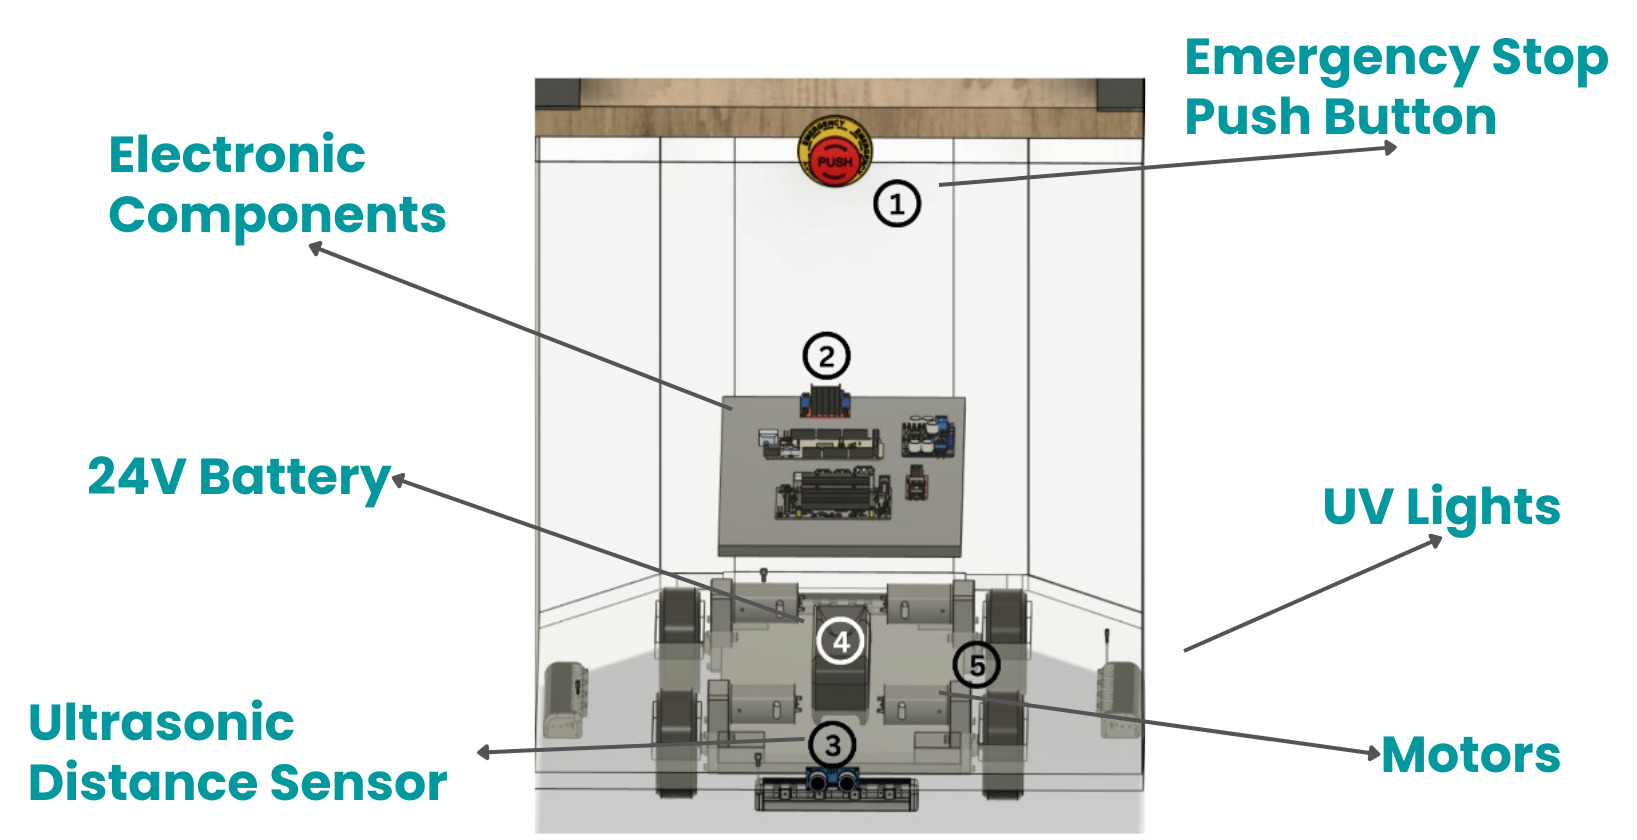 Emergency Stop
Push Button
EMERGENCY
PUSH
1
Electronic
Components
2
24V Battery
UV Lights
4
5
Ultrasonic
Distance Sensor
3
Motors